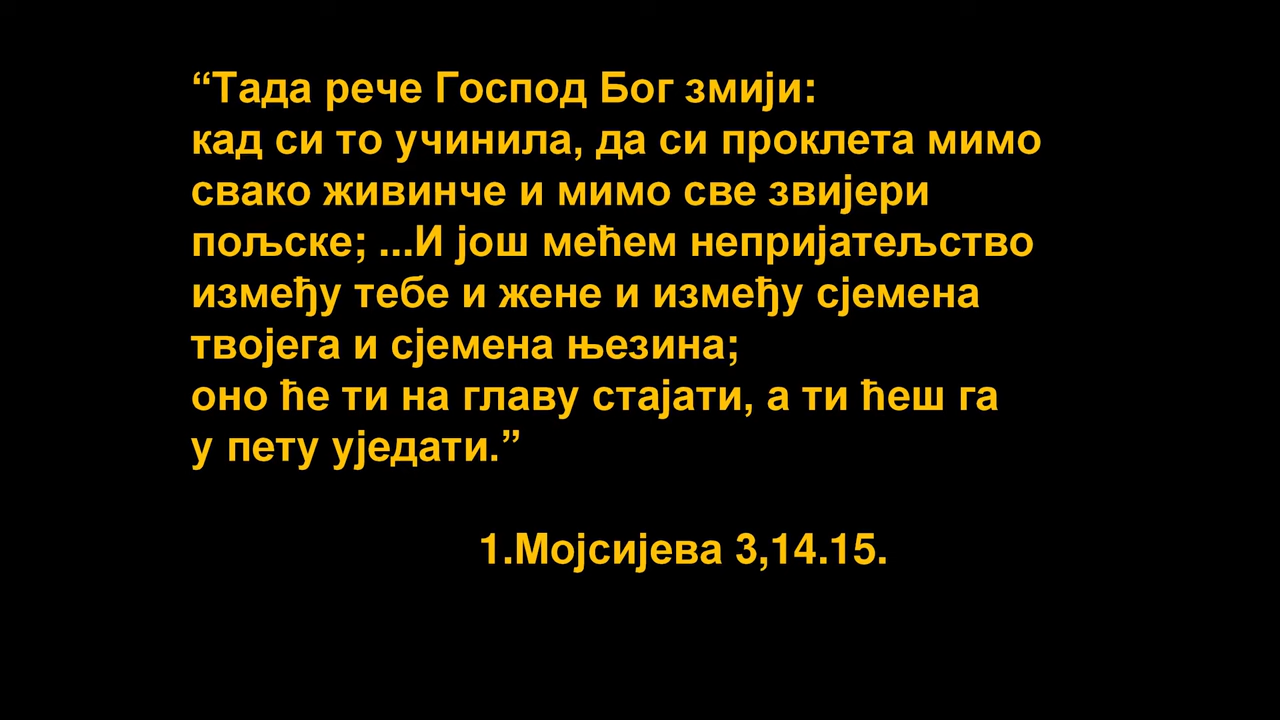 “Тада рече Господ Бог змији:
кад си то учинила, да си проклета мимо
свако живинче и мимо све звијери
пољске; ...И још мећем непријатељство
између тебе и жене и између сјемена
твојега и сјемена њезина;
оно ће ти на главу стајати, а ти ћеш га
у пету уједати.”
1.Мојсијева 3,14.15.